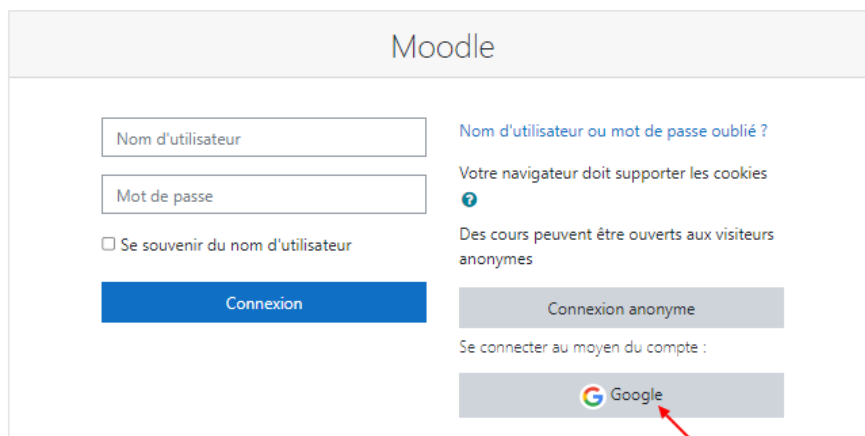 Moodle
Nom d'utilisateur
Mot de passe
Se souvenir du nom d'utilisateur
Connexion
Nom d'utilisateur ou mot de passe oublié ?
Votre navigateur doit supporter les cookies
?
Des cours peuvent être ouverts aux visiteurs
anonymes
Connexion anonyme
Se connecter au moyen du compte :
G Google